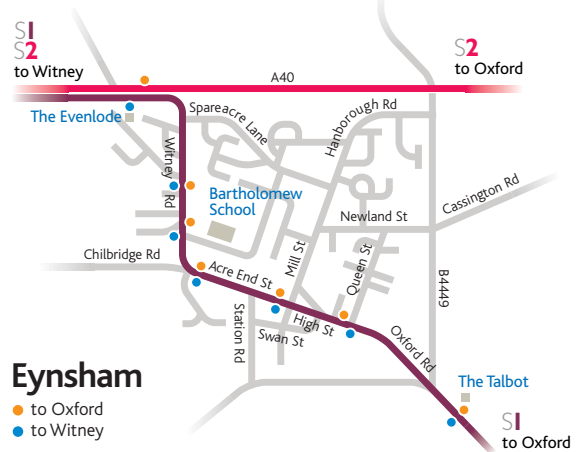 S1
S2
to Witney
S2
to Oxford
A40
The Evenlode
Spareacre Lane
Hanborough Rd
Witney Rd
Bartholomew
School
Cassington Rd
Newland St
Chilbridge Rd
Acre End St
Mill St
Queen St
B4449
Station Rd
High St
Swan St
Oxford Rd
Eynsham
to Oxford
to Witney
The Talbot
S1
to Oxford